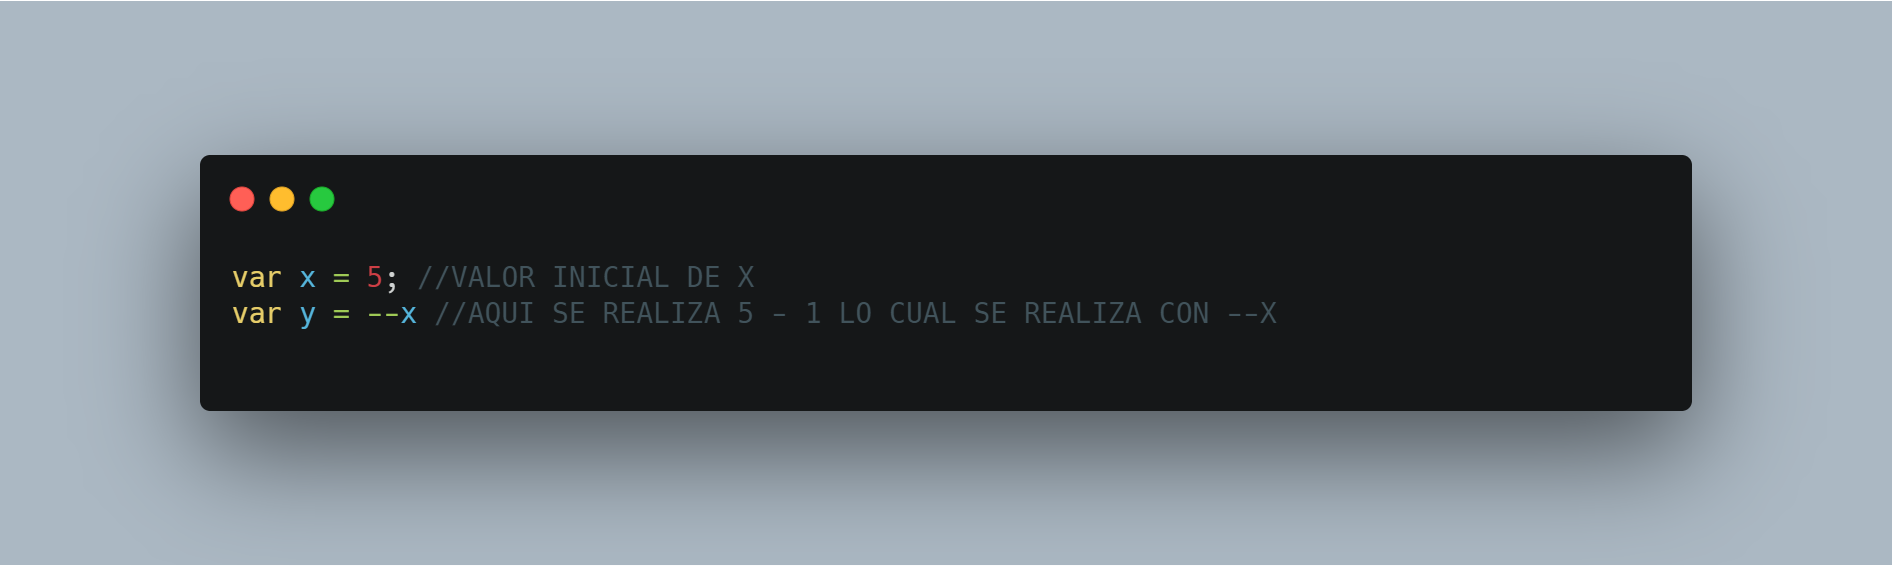 var x = 5; //VALOR INICIAL DE X
var y = --x //AQUI SE REALIZA 5 - 1 LO CUAL SE REALIZA CON --X